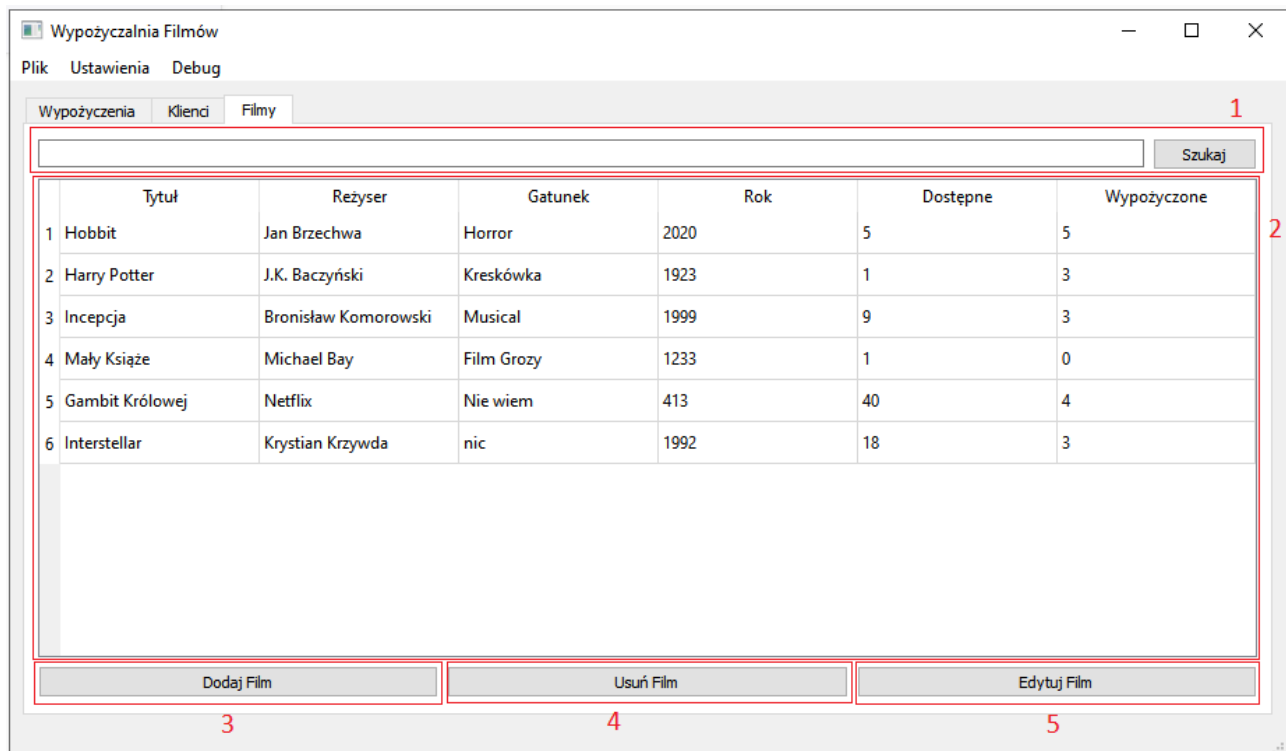 Wypożyczalnia Filmów
Plik Ustawienia Debug
Wypożyczenia Klienci Filmy
1
Szukaj
Tytuł Reżyser Gatunek Rok Dostępne Wypożyczone
2
1 Hobbit Jan Brzechwa Horror 2020 5 5
2 Harry Potter J.K. Baczyński Kreskówka 1923 1 3
3 Incepcja Bronisław Komorowski Musical 1999 9 3
4 Mały Książe Michael Bay Film Grozy 1233 1 0
5 Gambit Królowej Netflix Nie wiem 413 40 4
6 Interstellar Krystian Krzywda nic 1992 18 3
Dodaj Film Usuń Film Edytuj Film
3 4 5